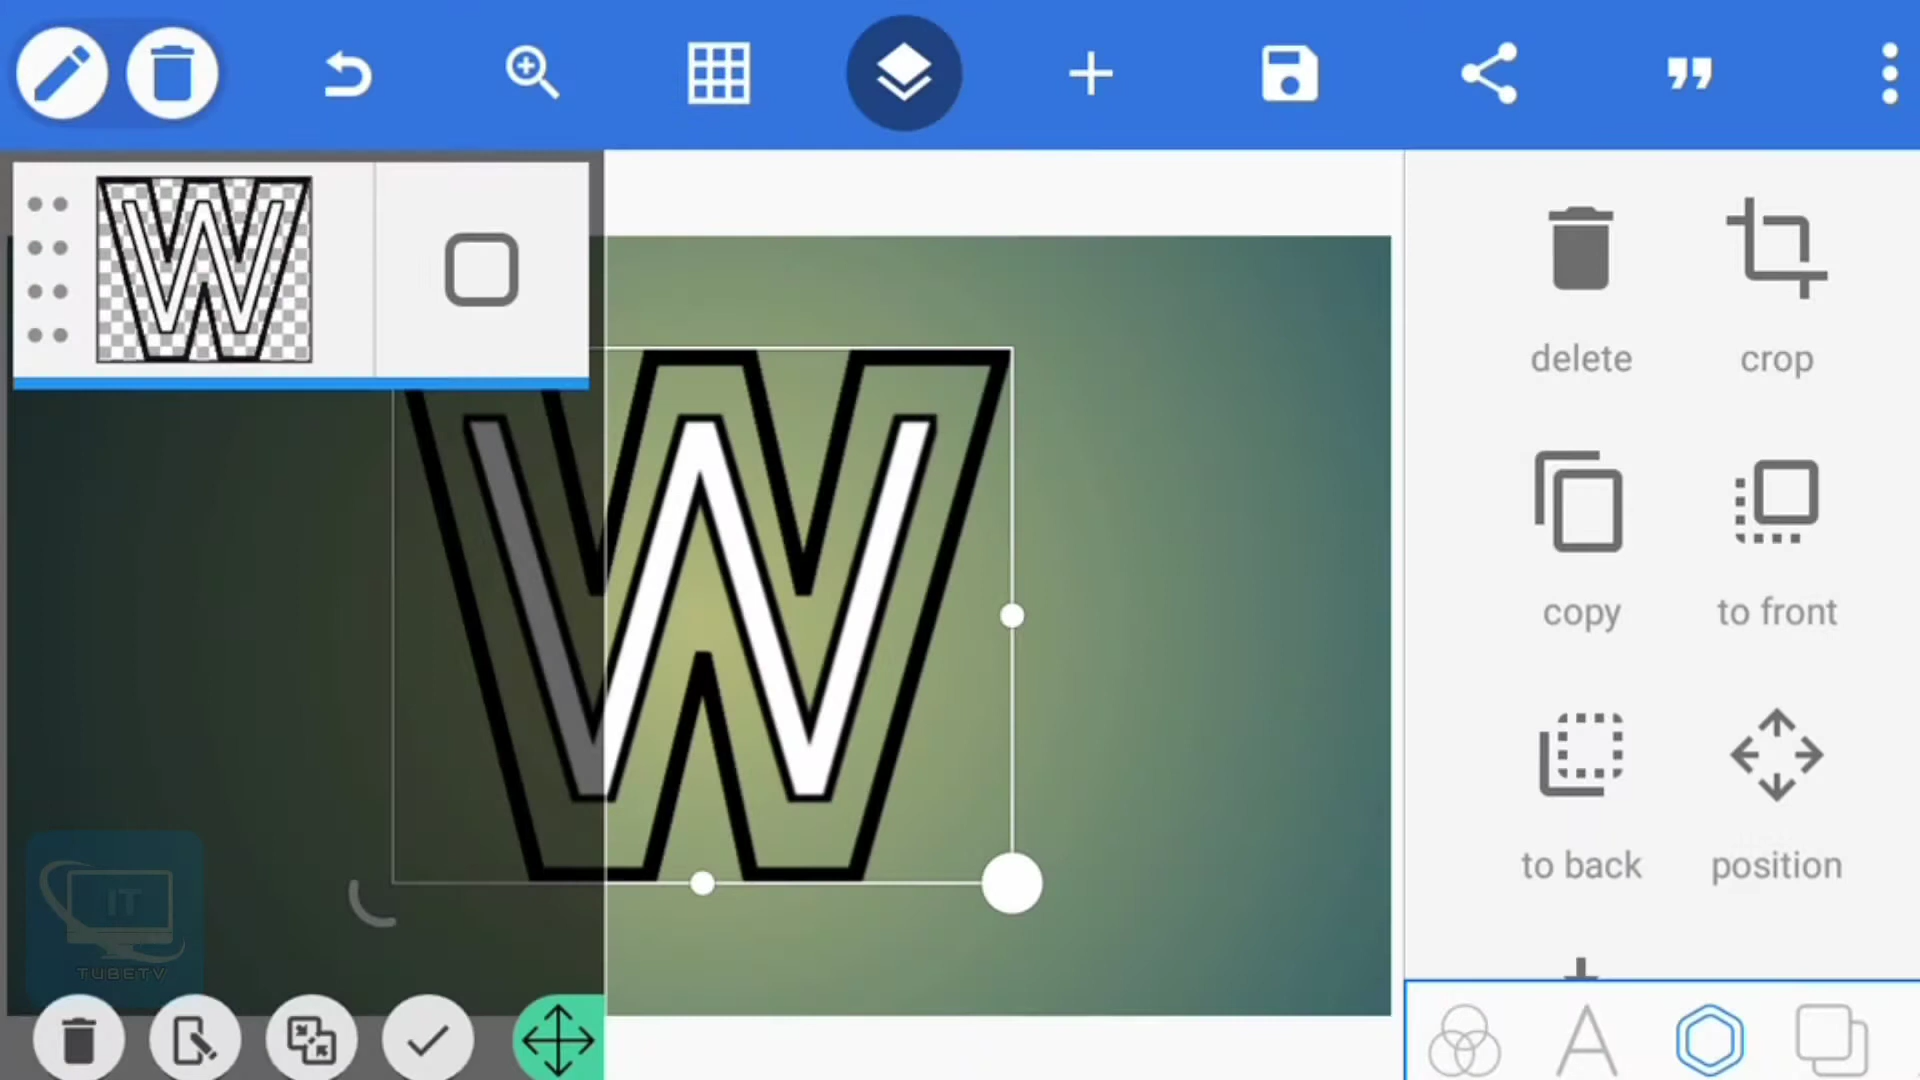 W
W
delete
crop
copy
to front
to back
position
IT
TUBETV